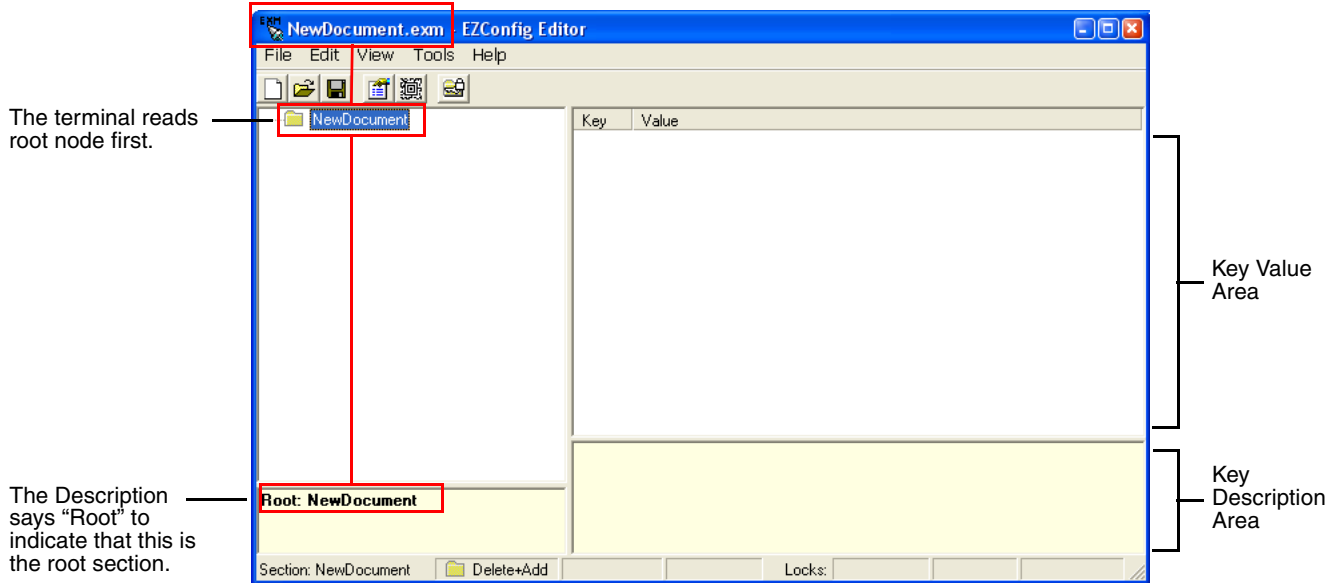 EXM
NewDocument.exm - EZConfig Editor
File Edit View Tools Help
The terminal reads
root node first.
NewDocument
Key Value
Key Value
Area
Root: NewDocument
The Description
says “Root” to
indicate that this is
the root section.
Key
Description
Area
Section: NewDocument Delete+Add Locks: